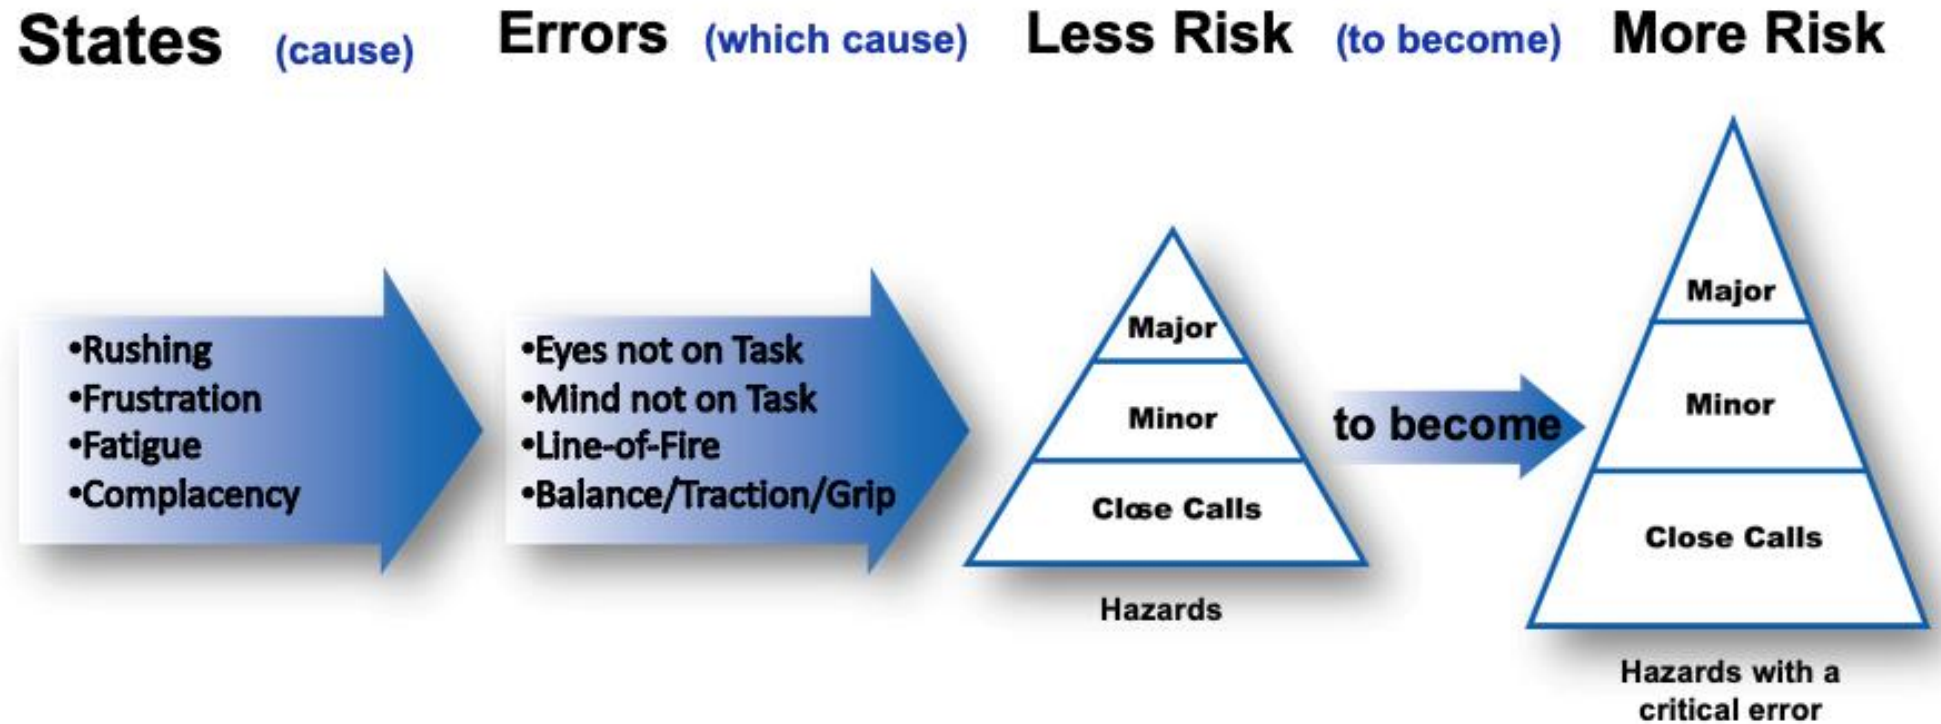 States (cause) Errors (which cause) Less Risk (to become) More Risk
•Rushing
•Frustration
•Fatigue
•Complacency
•Eyes not on Task
•Mind not on Task
•Line-of-Fire
•Balance/Traction/Grip
Major
Minor
Close Calls
Hazards
to become
Major
Minor
Close Calls
Hazards with a
critical error